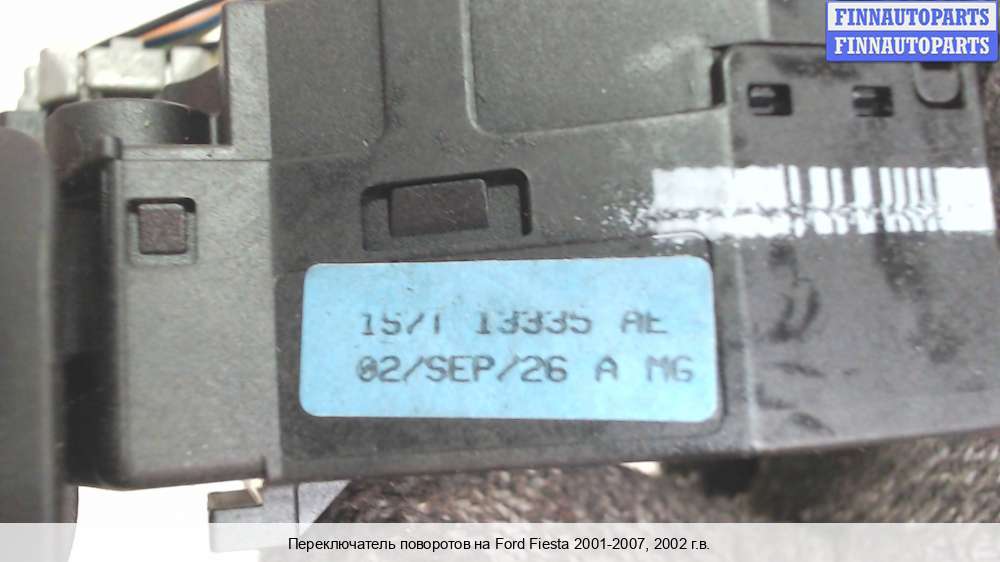 FINNAUTOPARTS
FINNAUTOPARTS
1S7T 13335 AE
02/SEP/26 A MG
Переключатель поворотов на Ford Fiesta 2001-2007, 2002 г.в.